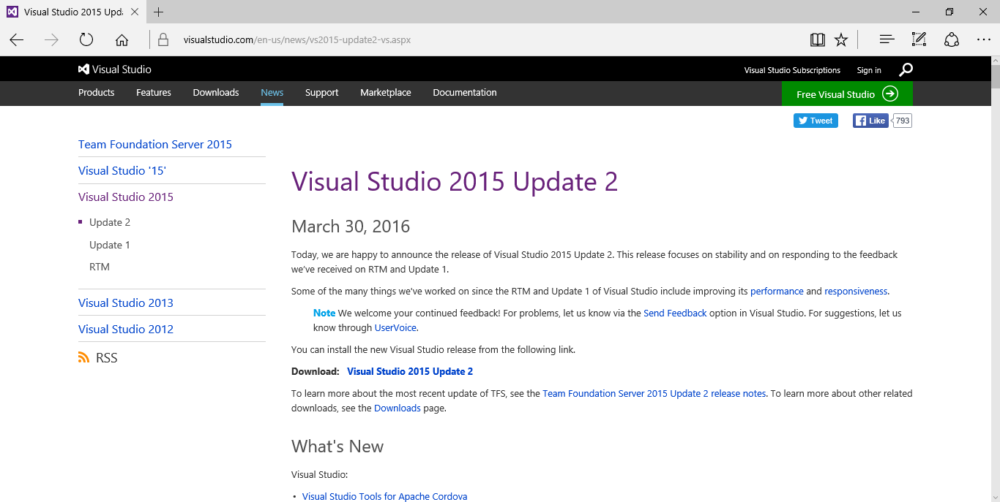 Visual Studio 2015 Upda
visualstudio.com/en-us/news/vs2015-update2-vs.aspx
Visual Studio
Visual Studio Subscriptions
Sign in
Products
Features
Downloads
News
Support
Marketplace
Documentation
Free Visual Studio
Tweet
Like
793
Team Foundation Server 2015
Visual Studio '15'
Visual Studio 2015
Update 2
Update 1
RTM
Visual Studio 2013
Visual Studio 2012
RSS
Visual Studio 2015 Update 2
March 30, 2016
Today, we are happy to announce the release of Visual Studio 2015 Update 2. This release focuses on stability and on responding to the feedback
we've received on RTM and Update 1.
Some of the many things we've worked on since the RTM and Update 1 of Visual Studio include improving its performance and responsiveness.
Note We welcome your continued feedback! For problems, let us know via the Send Feedback option in Visual Studio. For suggestions, let us
know through UserVoice.
You can install the new Visual Studio release from the following link.
Download: Visual Studio 2015 Update 2
To learn more about the most recent update of TFS, see the Team Foundation Server 2015 Update 2 release notes. To learn more about other related
downloads, see the Downloads page.
What's New
Visual Studio:
• Visual Studio Tools for Apache Cordova